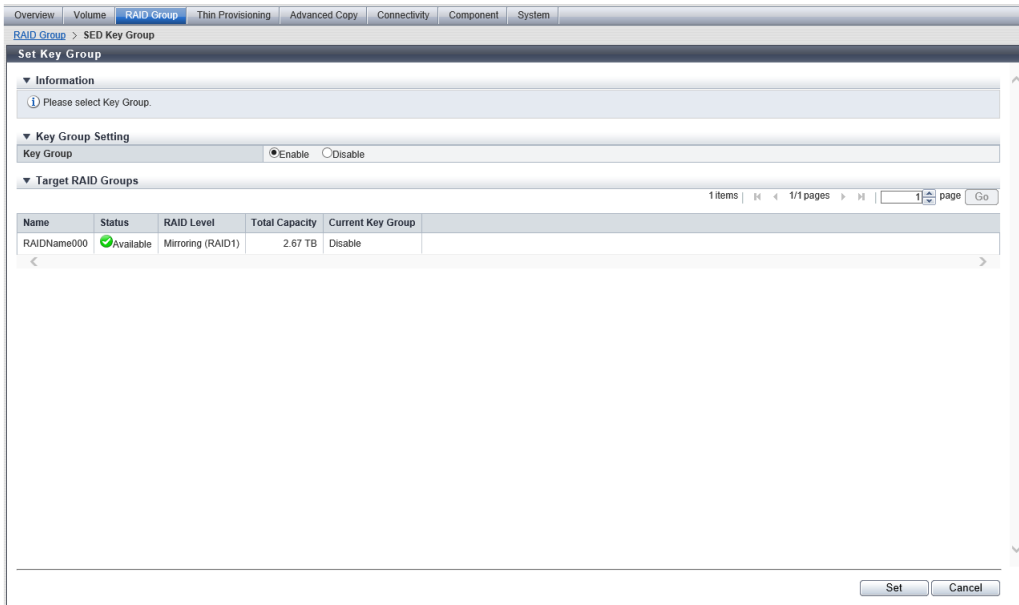 Overview Volume RAID Group Thin Provisioning Advanced Copy Connectivity Component System
RAID Group > SED Key Group
Set Key Group
Information
Please select Key Group.
Key Group Setting
Key Group Enable Disable
Target RAID Groups
1 items 1/1 pages 1 page Go
Name Status RAID Level Total Capacity Current Key Group
RAIDName000 Available Mirroring (RAID1) 2.67 TB Disable
Set Cancel